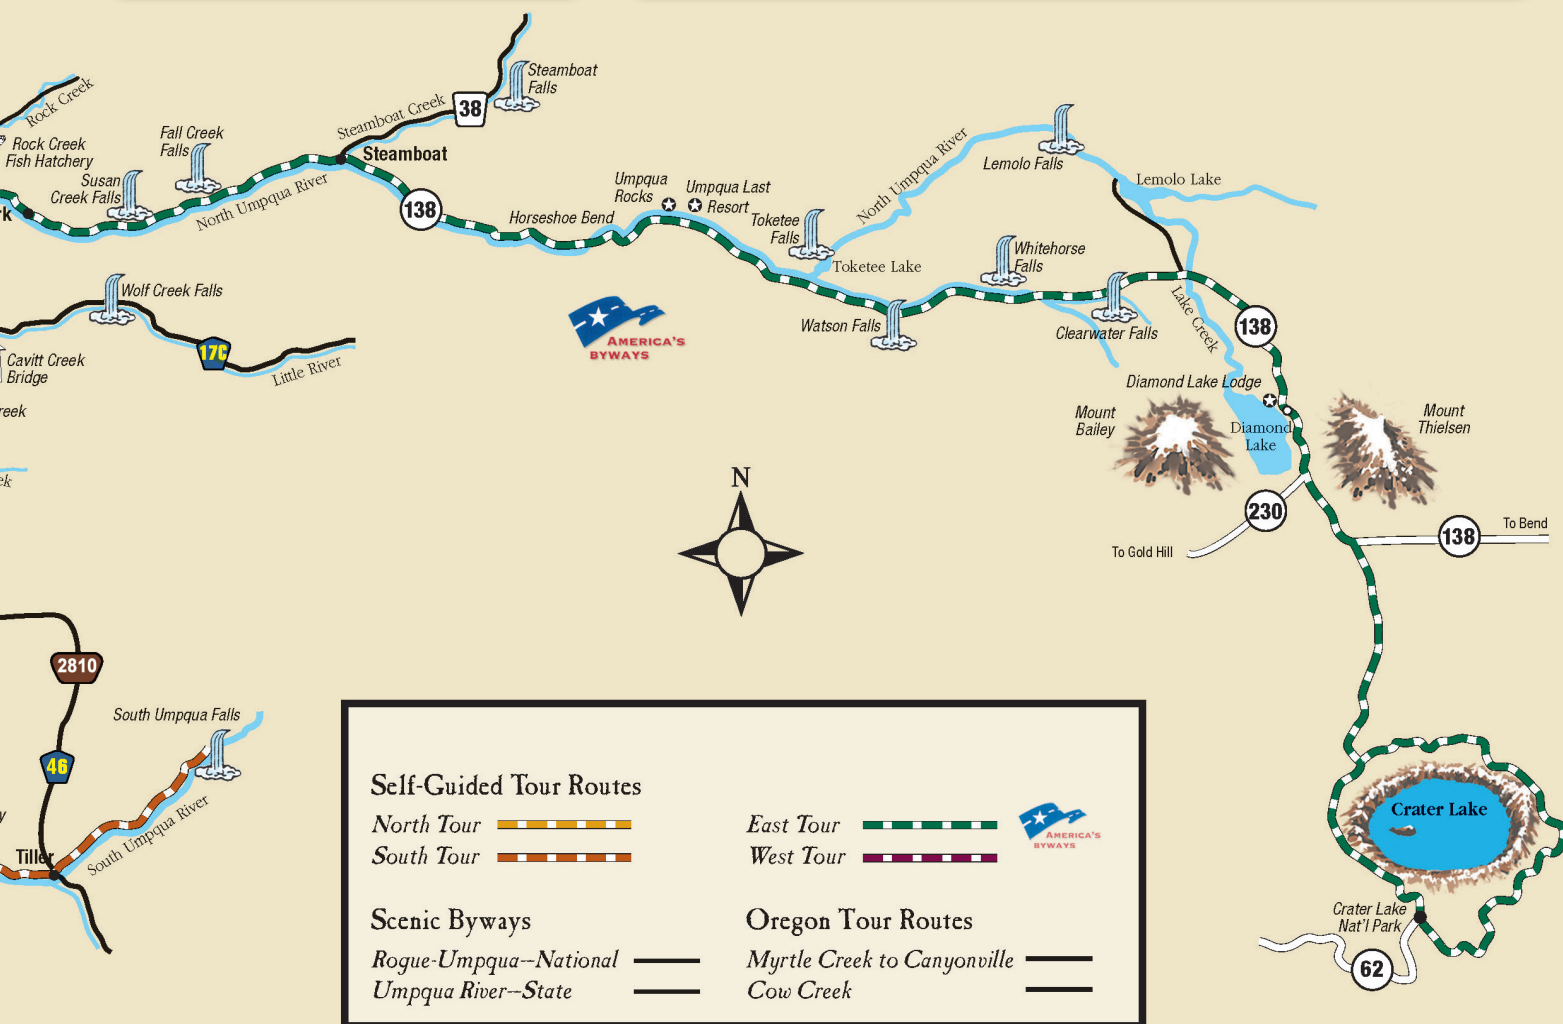 Rock Creek
Rock Creek
Fish Hatchery
Fall Creek
Falls
Susan
Creek Falls
North Umpqua River
Steamboat Creek
38
Steamboat
Falls
Steamboat
138
Horseshoe Bend
Umpqua
Rocks
Umpqua Last
Resort
Toketee
Falls
North Umpqua River
Lemolo Falls
Lemolo Lake
Toketee Lake
Whitehorse
Falls
Watson Falls
Clearwater Falls
Lake Creek
138
Wolf Creek Falls
17C
Little River
Cavitt Creek
Bridge
reek
ek
AMERICA'S
BYWAYS
Diamond Lake Lodge
Mount
Bailey
Diamond
Lake
Mount
Thielsen
230
To Gold Hill
138
To Bend
N
2810
46
South Umpqua Falls
South Umpqua River
y
Tiller
Crater Lake
Crater Lake
Nat'l Park
62
Self-Guided Tour Routes
North Tour
South Tour
East Tour
West Tour
AMERICA'S
BYWAYS
Scenic Byways
Rogue-Umpqua--National
Umpqua River--State
Oregon Tour Routes
Myrtle Creek to Canyonville
Cow Creek